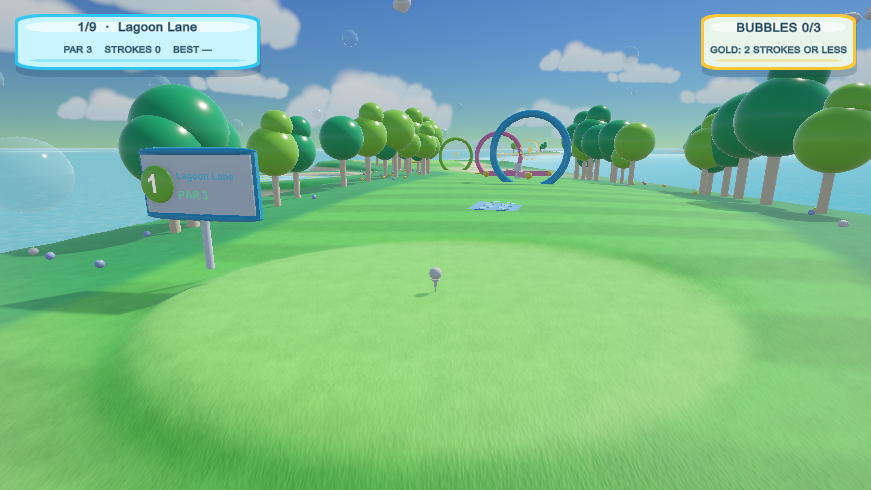 1/9 · Lagoon Lane
PAR 3 STROKES 0 BEST —
BUBBLES 0/3
GOLD: 2 STROKES OR LESS
1
Lagoon Lane
PAR 3